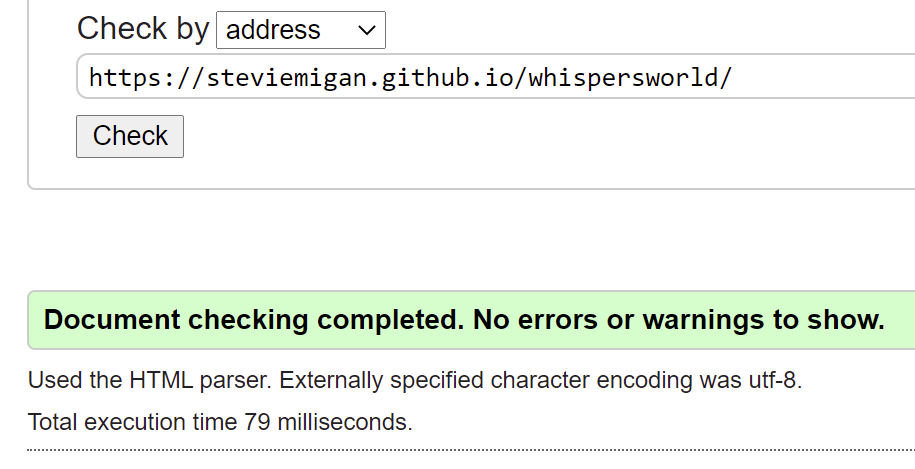 Check by address
https://steviemigan.github.io/whispersworld/
Check
Document checking completed. No errors or warnings to show.
Used the HTML parser. Externally specified character encoding was utf-8.
Total execution time 79 milliseconds.